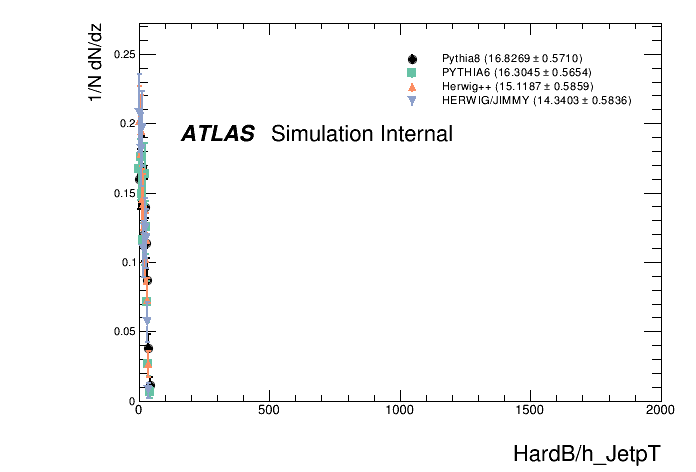 1/N dN/dz
Pythia8 (16.8269 ± 0.5710)
PYTHIA6 (16.3045 ± 0.5654)
Herwig++ (15.1187 ± 0.5859)
HERWIG/JIMMY (14.3403 ± 0.5836)
ATLAS Simulation Internal
0.25
0.2
0.15
0.1
0.05
0
0 500 1000 1500 2000
HardB/h_JetpT